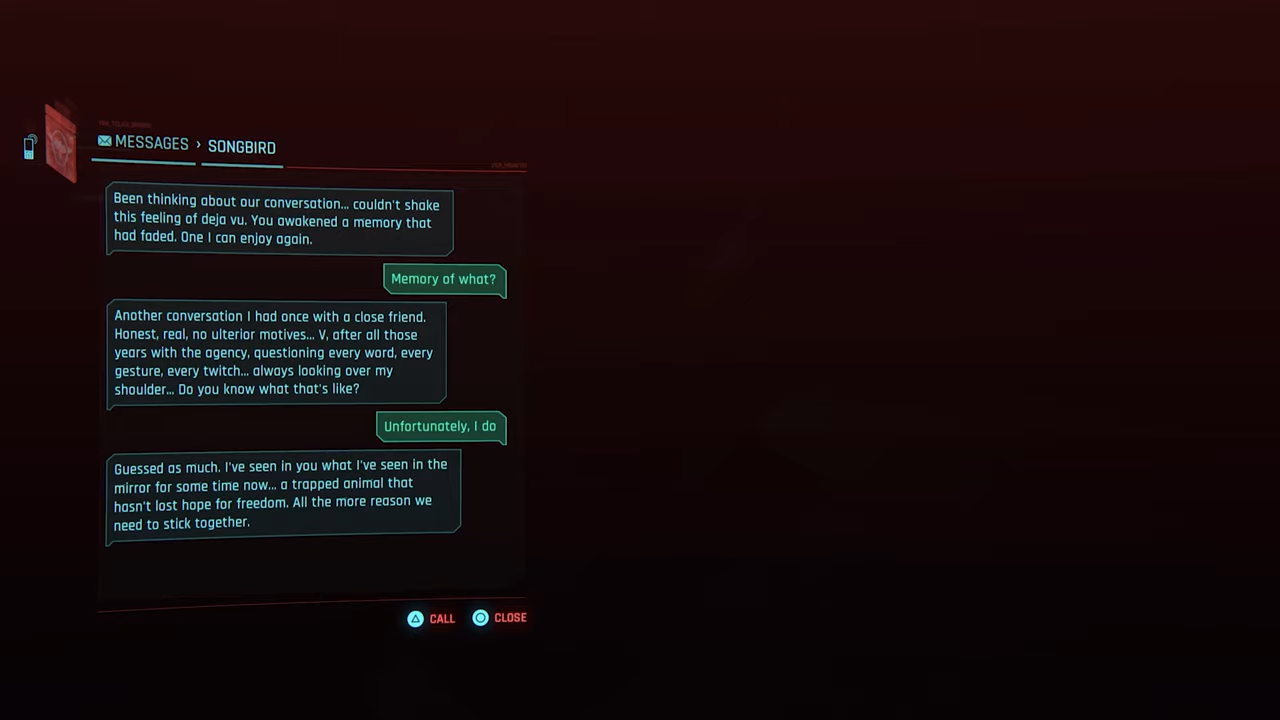 MESSAGES › SONGBIRD
Been thinking about our conversation... couldn't shake
this feeling of deja vu. You awakened a memory that
had faded. One I can enjoy again.
Memory of what?
Another conversation I had once with a close friend.
Honest, real, no ulterior motives... V, after all those
years with the agency, questioning every word, every
gesture, every twitch... always looking over my
shoulder... Do you know what that's like?
Unfortunately, I do
Guessed as much. I've seen in you what I've seen in the
mirror for some time now... a trapped animal that
hasn't lost hope for freedom. All the more reason we
need to stick together.
CALL CLOSE